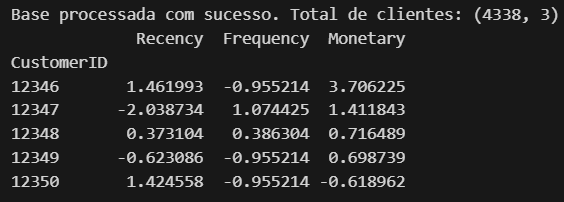 Base processada com sucesso. Total de clientes: (4338, 3)
Recency Frequency Monetary
CustomerID
12346 1.461993 -0.955214 3.706225
12347 -2.038734 1.074425 1.411843
12348 0.373104 0.386304 0.716489
12349 -0.623086 -0.955214 0.698739
12350 1.424558 -0.955214 -0.618962